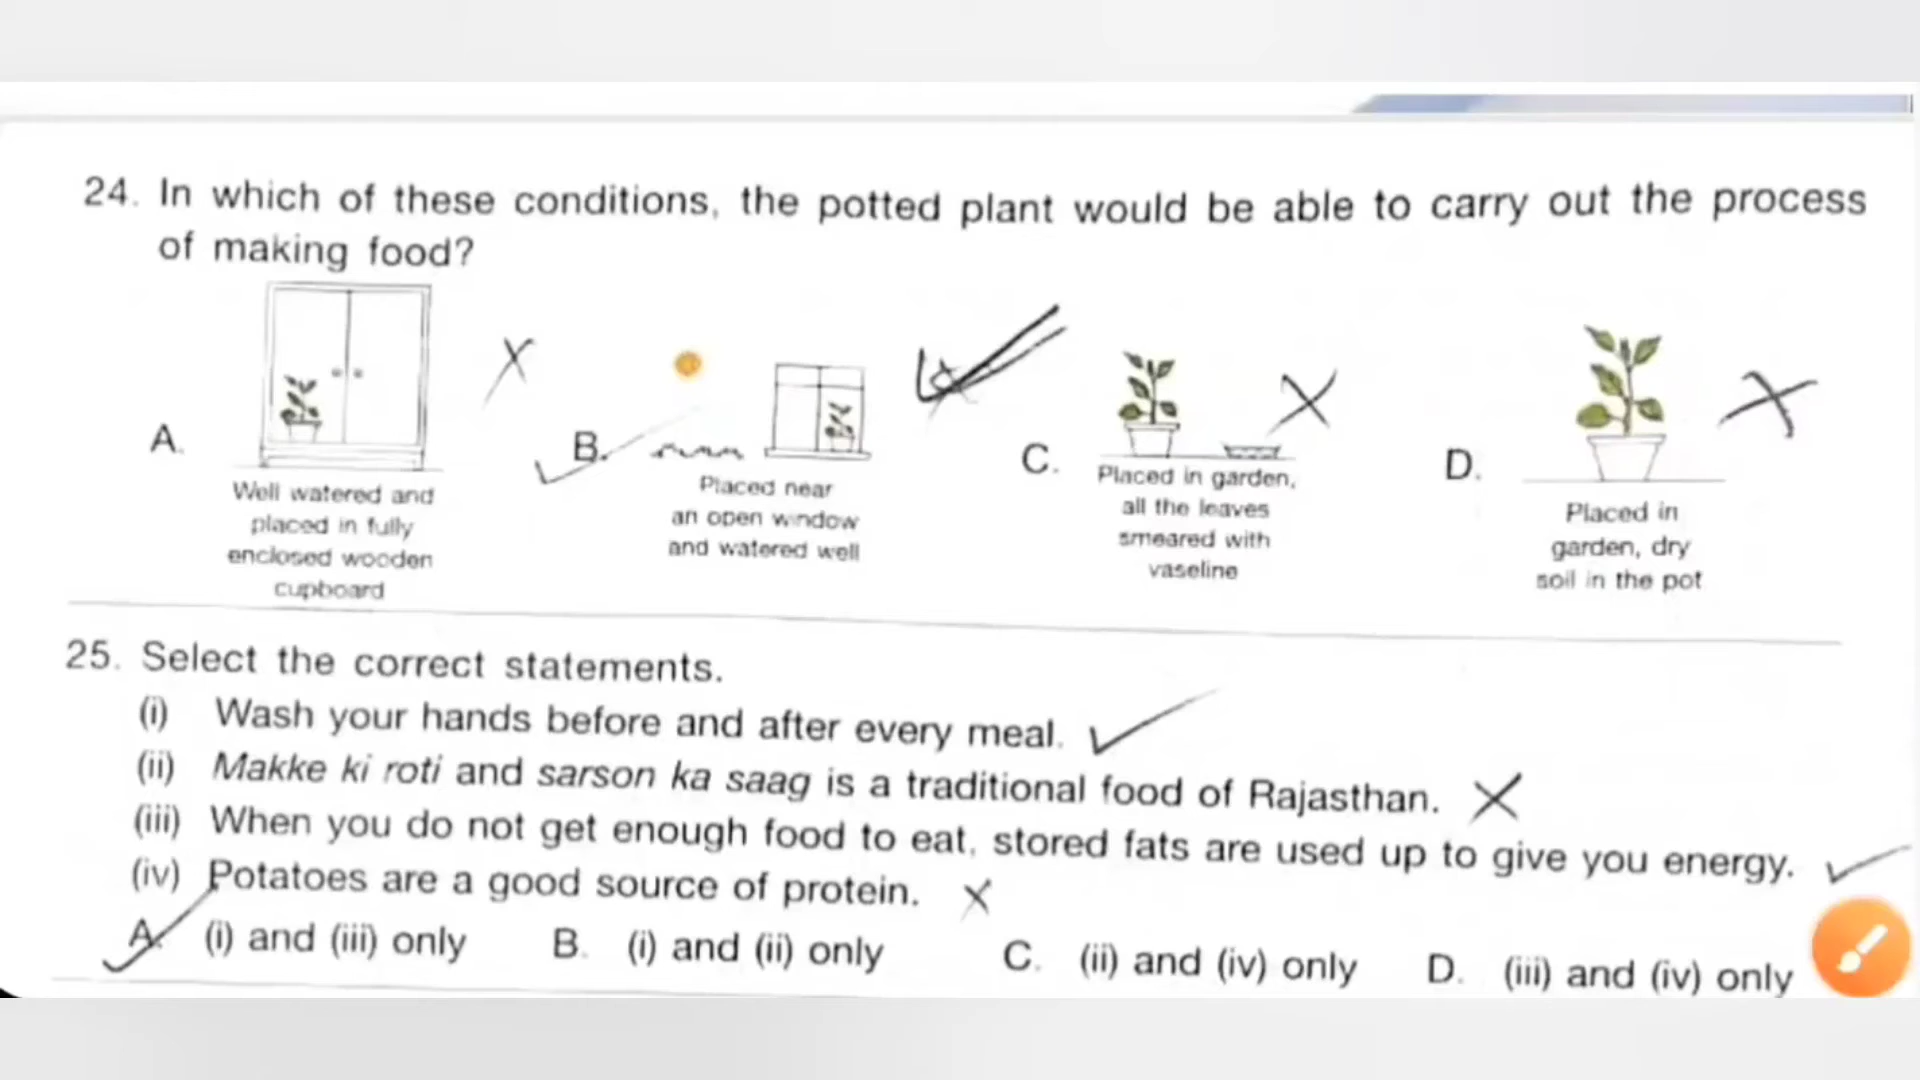 24. In which of these conditions, the potted plant would be able to carry out the process
of making food?
A.
Well watered and
placed in fully
enclosed wooden
cupboard
B.
Placed near
an open window
and watered well
C.
Placed in garden,
all the leaves
smeared with
vaseline
D.
Placed in
garden, dry
soil in the pot
25. Select the correct statements.
(i) Wash your hands before and after every meal.
(ii) Makke ki roti and sarson ka saag is a traditional food of Rajasthan.
(iii) When you do not get enough food to eat, stored fats are used up to give you energy.
(iv) Potatoes are a good source of protein.
A. (i) and (iii) only B. (i) and (ii) only C. (ii) and (iv) only D. (iii) and (iv) only